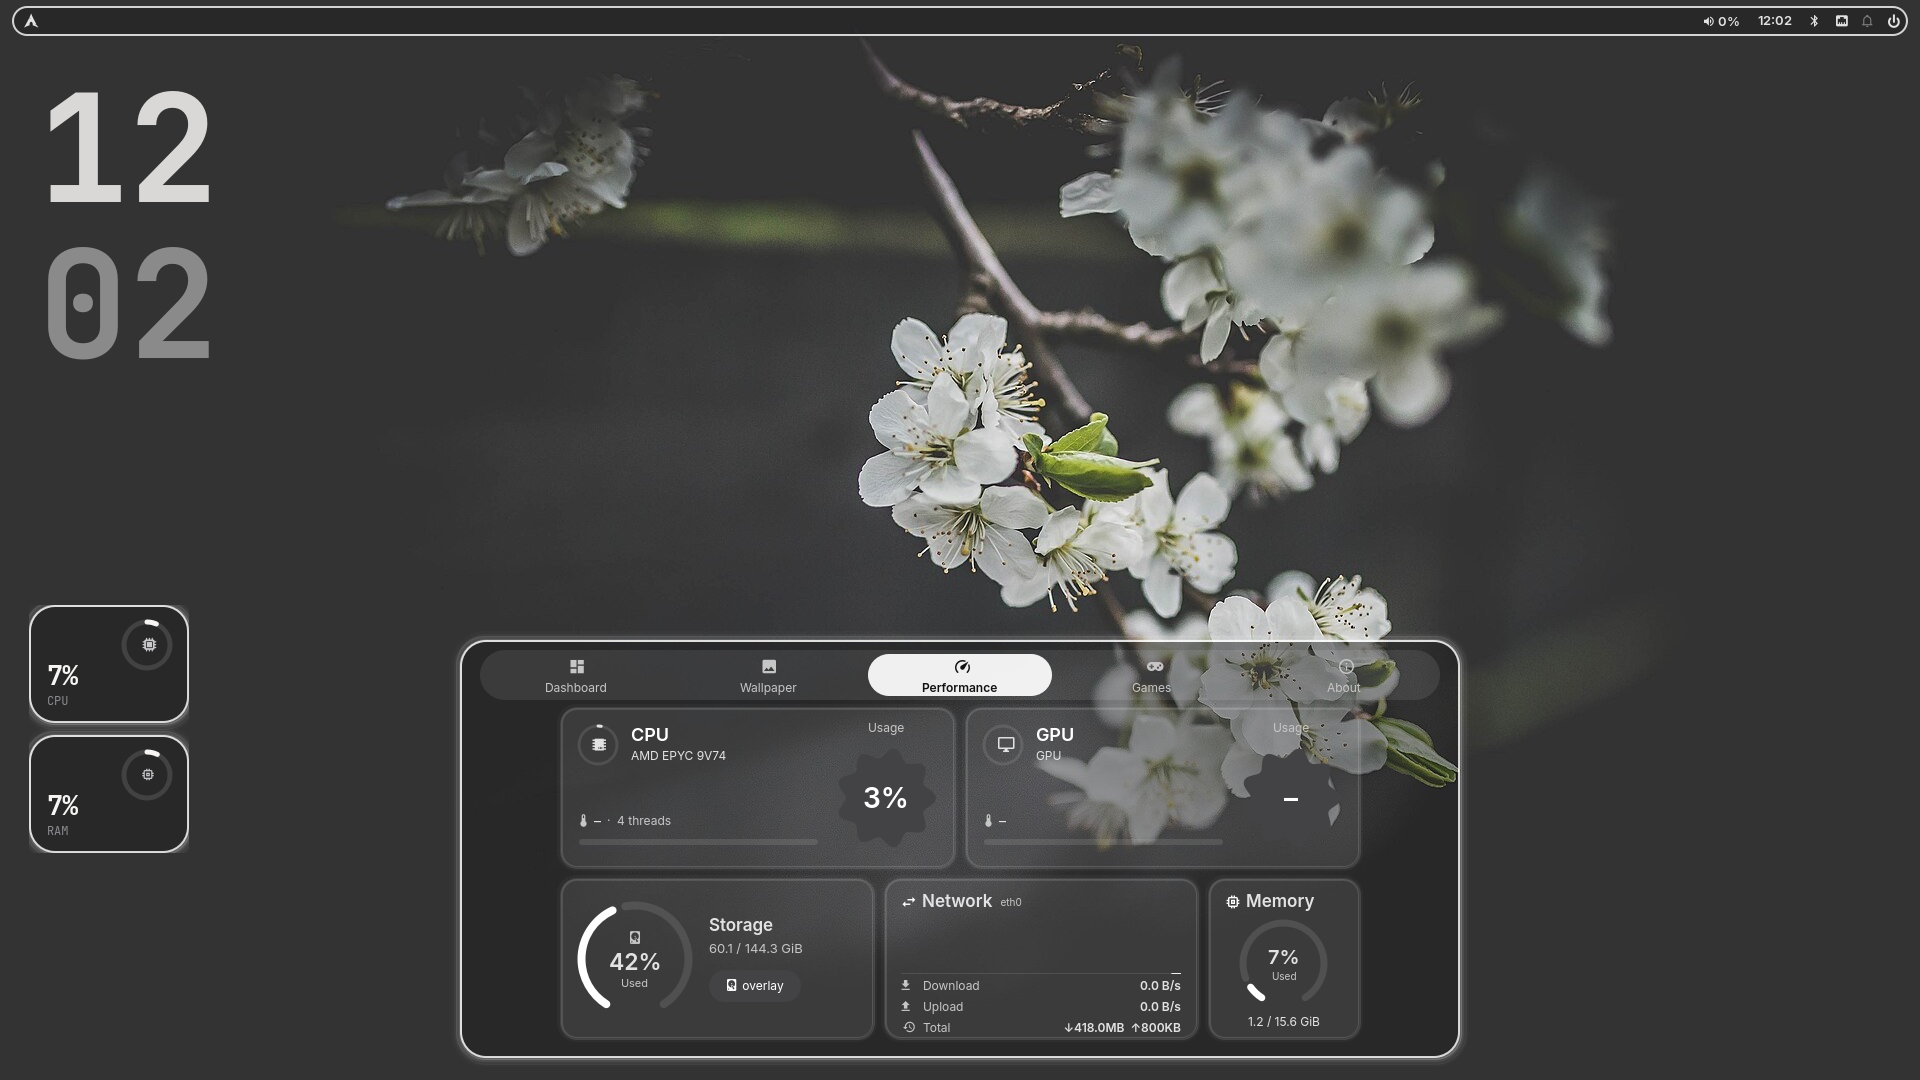 0% 12:02
12
02
7%
CPU
7%
RAM
Dashboard Wallpaper Performance Games About
CPU
AMD EPYC 9V74
Usage
3%
– · 4 threads
GPU
GPU
Usage
–
–
42%
Used
Storage
60.1 / 144.3 GiB
overlay
Network eth0
Download 0.0 B/s
Upload 0.0 B/s
Total ↓418.0MB ↑800KB
Memory
7%
Used
1.2 / 15.6 GiB